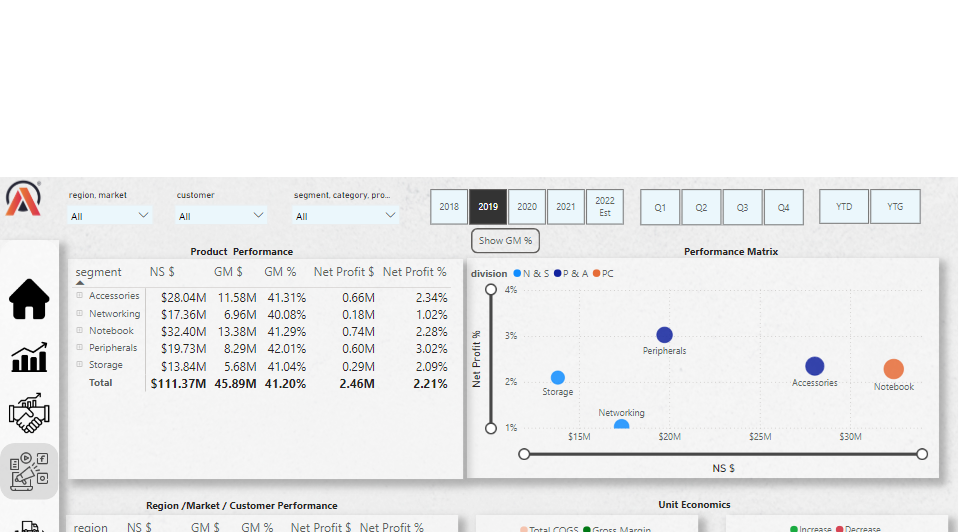 region, market customer segment, category, pro...
All All All
2018 2019 2020 2021 2022 Est Q1 Q2 Q3 Q4 YTD YTG
Show GM %
Product Performance
segment NS $ GM $ GM % Net Profit $ Net Profit %
Accessories $28.04M 11.58M 41.31% 0.66M 2.34%
Networking $17.36M 6.96M 40.08% 0.18M 1.02%
Notebook $32.40M 13.38M 41.29% 0.74M 2.28%
Peripherals $19.73M 8.29M 42.01% 0.60M 3.02%
Storage $13.84M 5.68M 41.04% 0.29M 2.09%
Total $111.37M 45.89M 41.20% 2.46M 2.21%
Performance Matrix
division N & S P & A PC
4%
3%
2%
1%
Net Profit %
Peripherals
Storage
Accessories
Notebook
Networking
$15M $20M $25M $30M
NS $
Region /Market / Customer Performance
region NS $ GM $ GM % Net Profit $ Net Profit %
Unit Economics
Total COGS Gross Margin
Increase Decrease